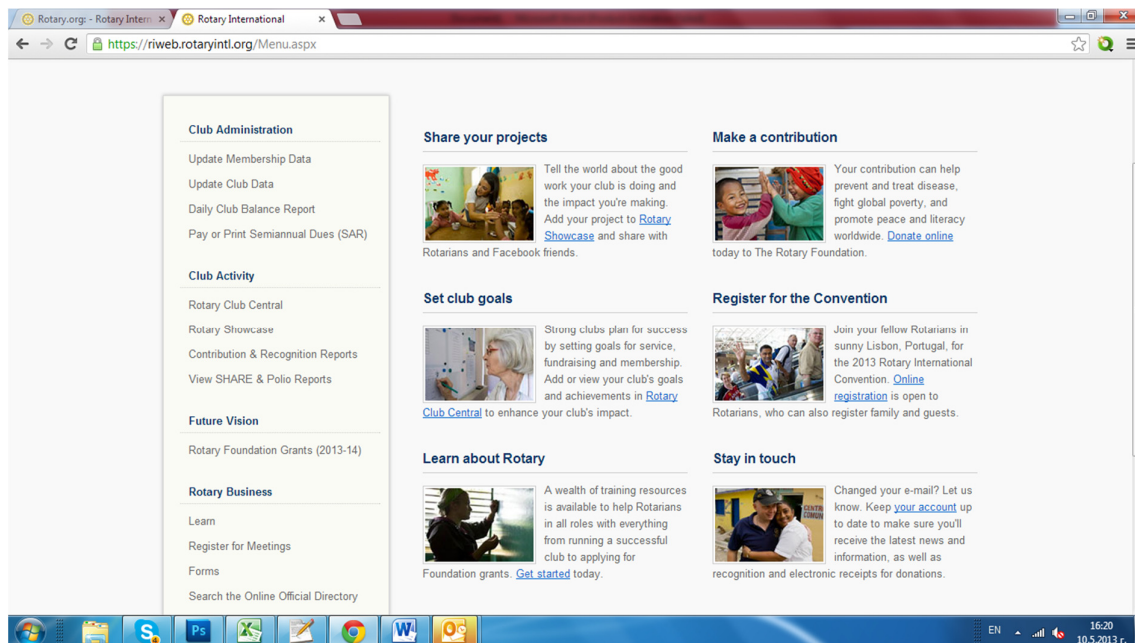 Rotary.org: - Rotary Intern
Rotary International
https://riweb.rotaryintl.org/Menu.aspx
Club Administration
Update Membership Data
Update Club Data
Daily Club Balance Report
Pay or Print Semiannual Dues (SAR)
Club Activity
Rotary Club Central
Rotary Showcase
Contribution & Recognition Reports
View SHARE & Polio Reports
Future Vision
Rotary Foundation Grants (2013-14)
Rotary Business
Learn
Register for Meetings
Forms
Search the Online Official Directory
Share your projects
Tell the world about the good
work your club is doing and
the impact you're making.
Add your project to Rotary
Showcase and share with
Rotarians and Facebook friends.
Make a contribution
Your contribution can help
prevent and treat disease,
fight global poverty, and
promote peace and literacy
worldwide. Donate online
today to The Rotary Foundation.
Set club goals
Strong clubs plan for success
by setting goals for service,
fundraising and membership.
Add or view your club's goals
and achievements in Rotary
Club Central to enhance your club's impact.
Register for the Convention
Join your fellow Rotarians in
sunny Lisbon, Portugal, for
the 2013 Rotary International
Convention. Online
registration is open to
Rotarians, who can also register family and guests.
Learn about Rotary
A wealth of training resources
is available to help Rotarians
in all roles with everything
from running a successful
club to applying for
Foundation grants. Get started today.
Stay in touch
Changed your e-mail? Let us
know. Keep your account up
to date to make sure you'll
receive the latest news and
information, as well as
recognition and electronic receipts for donations.
Ps
EN
16:20
10.5.2013 г.